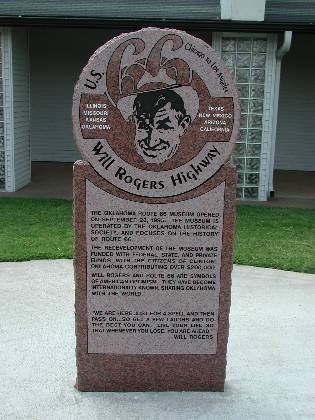 U.S. 66 Chicago to Los Angeles
ILLINOIS
MISSOURI
KANSAS
OKLAHOMA
TEXAS
NEW MEXICO
ARIZONA
CALIFORNIA
WILL ROGERS HIGHWAY
THE OKLAHOMA ROUTE 66 MUSEUM OPENED
ON SEPTEMBER 23, 1995. THE MUSEUM IS
OPERATED BY THE OKLAHOMA HISTORICAL
SOCIETY, AND FOCUSES ON THE HISTORY
OF ROUTE 66.
THE REDEVELOPMENT OF THE MUSEUM WAS
FUNDED WITH FEDERAL, STATE, AND PRIVATE
FUNDS, WITH THE CITIZENS OF CLINTON,
OKLAHOMA CONTRIBUTING OVER $200,000.
WILL ROGERS AND ROUTE 66 ARE SYMBOLS
OF AMERICAN OPTIMISM. THEY HAVE BECOME
INTERNATIONALLY KNOWN, SHARING OKLAHOMA
WITH THE WORLD.
"WE ARE HERE JUST FOR A SPELL AND THEN
PASS ON...SO GET A FEW LAUGHS AND DO
THE BEST YOU CAN. LIVE YOUR LIFE SO
THAT WHENEVER YOU LOSE, YOU ARE AHEAD."
WILL ROGERS